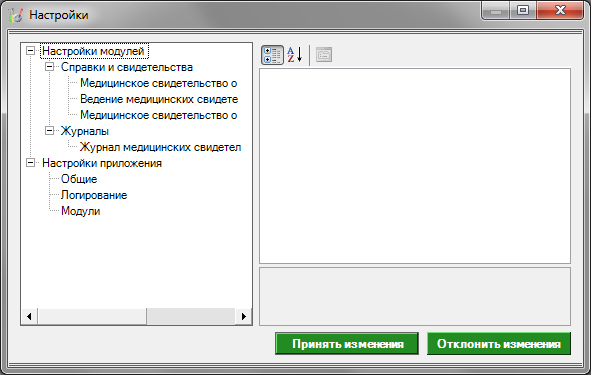 Настройки
Настройки модулей
Справки и свидетельства
Медицинское свидетельство о
Ведение медицинских свидете
Медицинское свидетельство о
Журналы
Журнал медицинских свидетел
Настройки приложения
Общие
Логирование
Модули
A
Z
Принять изменения
Отклонить изменения